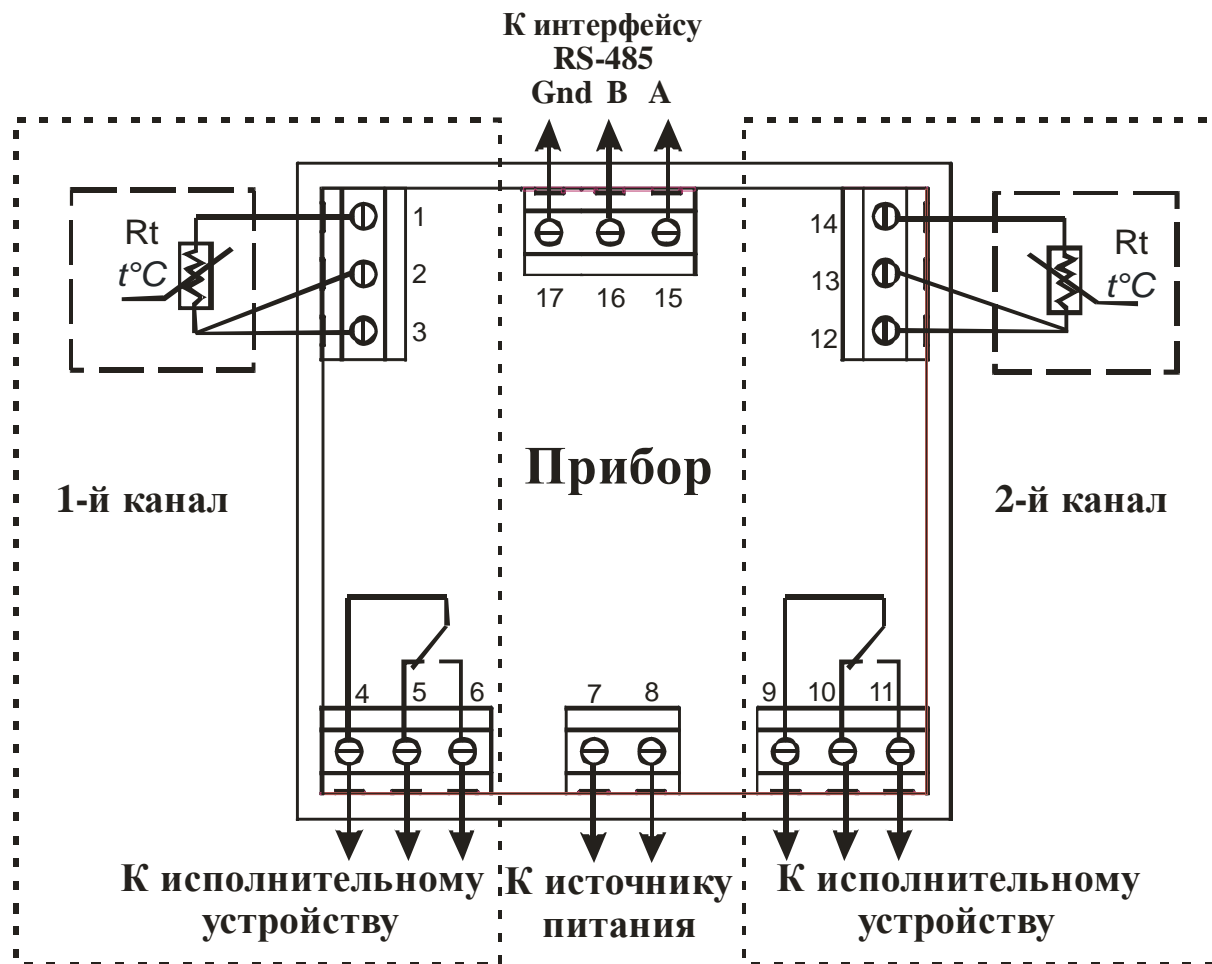 К интерфейсу
RS-485
Gnd B A
Rt
t°C
1
2
3
17 16 15
14
13
12
Rt
t°C
Прибор
1-й канал
2-й канал
4 5 6
7 8
9 10 11
К исполнительному
устройству
К источнику
питания
К исполнительному
устройству